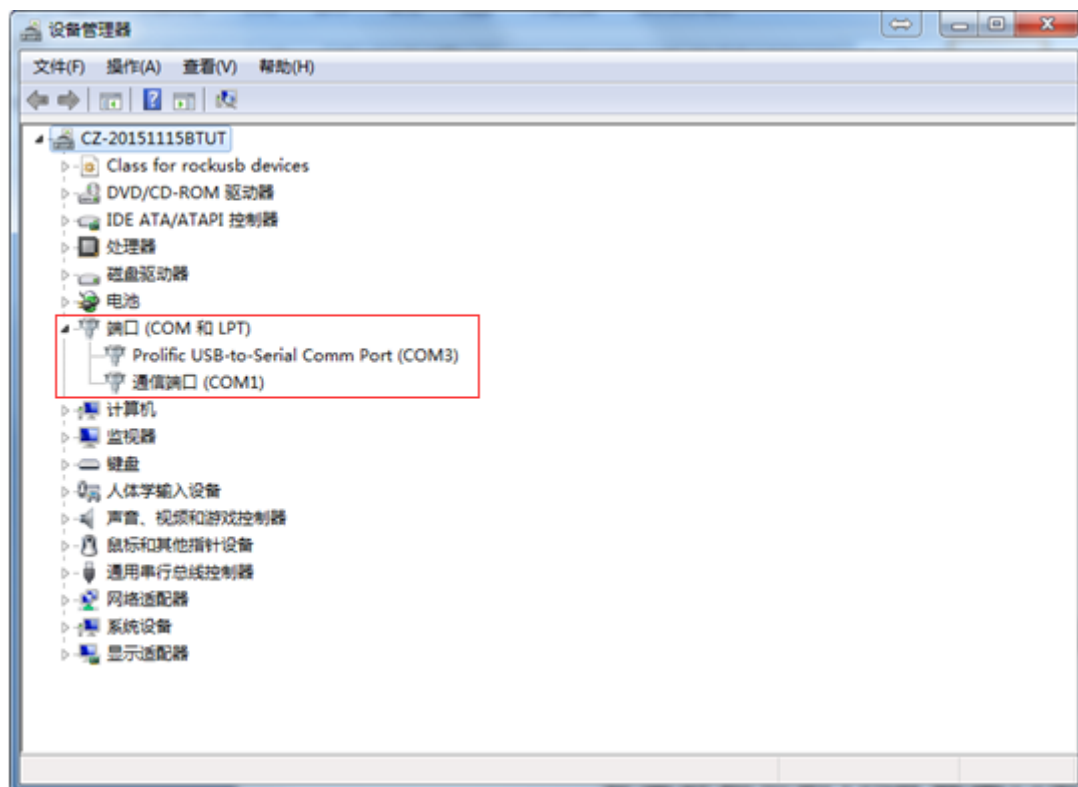 设备管理器
文件(F) 操作(A) 查看(V) 帮助(H)
CZ-20151115BTUT
Class for rockusb devices
DVD/CD-ROM 驱动器
IDE ATA/ATAPI 控制器
处理器
磁盘驱动器
电池
端口 (COM 和 LPT)
Prolific USB-to-Serial Comm Port (COM3)
通信端口 (COM1)
计算机
监视器
键盘
人体学输入设备
声音、视频和游戏控制器
鼠标和其他指针设备
通用串行总线控制器
网络适配器
系统设备
显示适配器